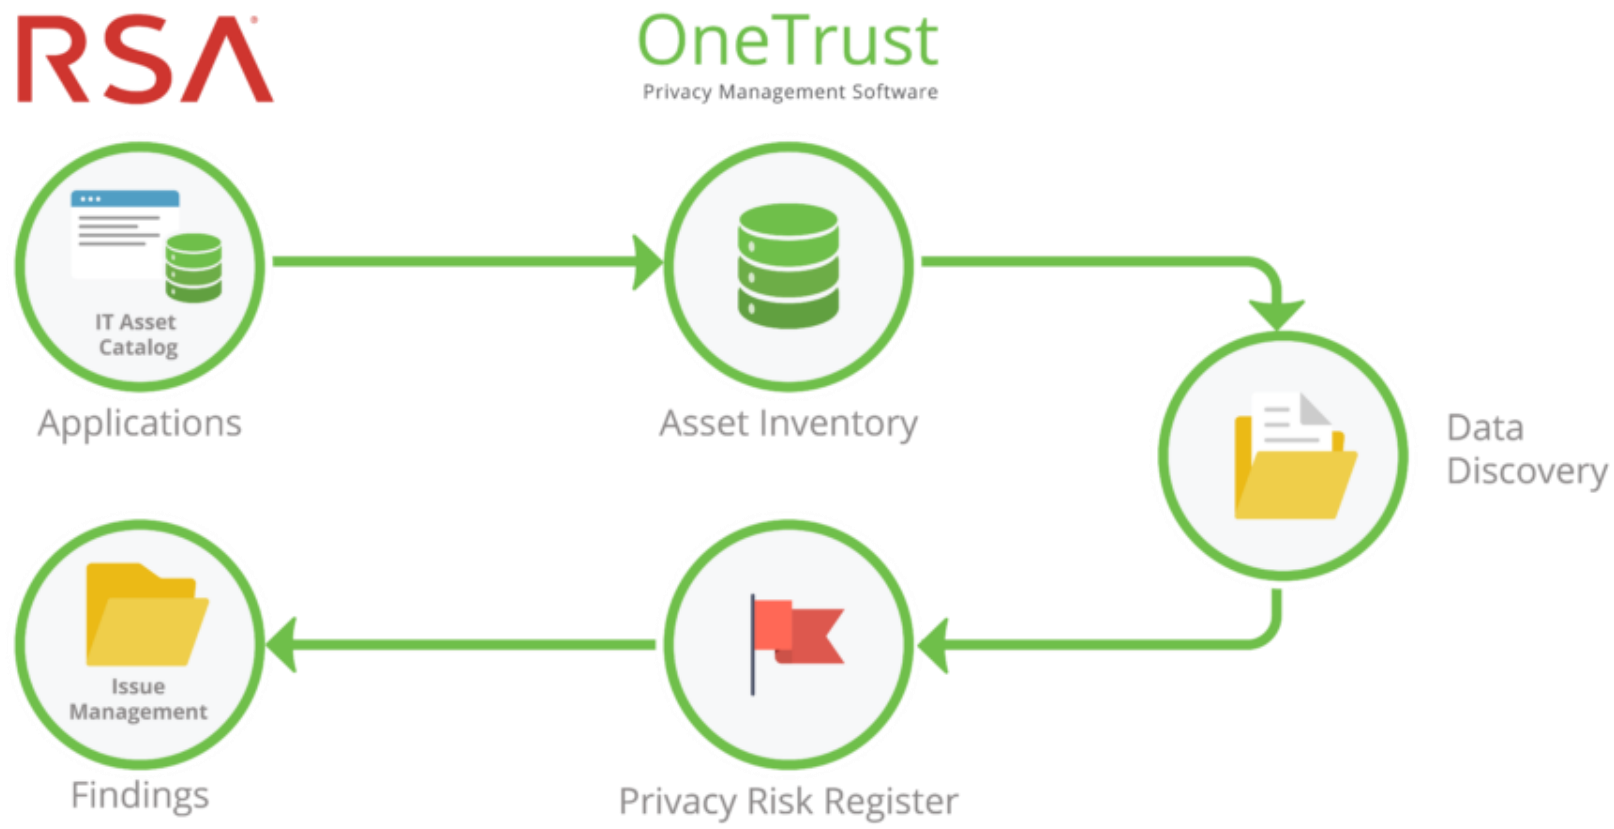 RSA
OneTrust
Privacy Management Software
IT Asset
Catalog
Applications
Asset Inventory
Data
Discovery
Issue
Management
Findings
Privacy Risk Register